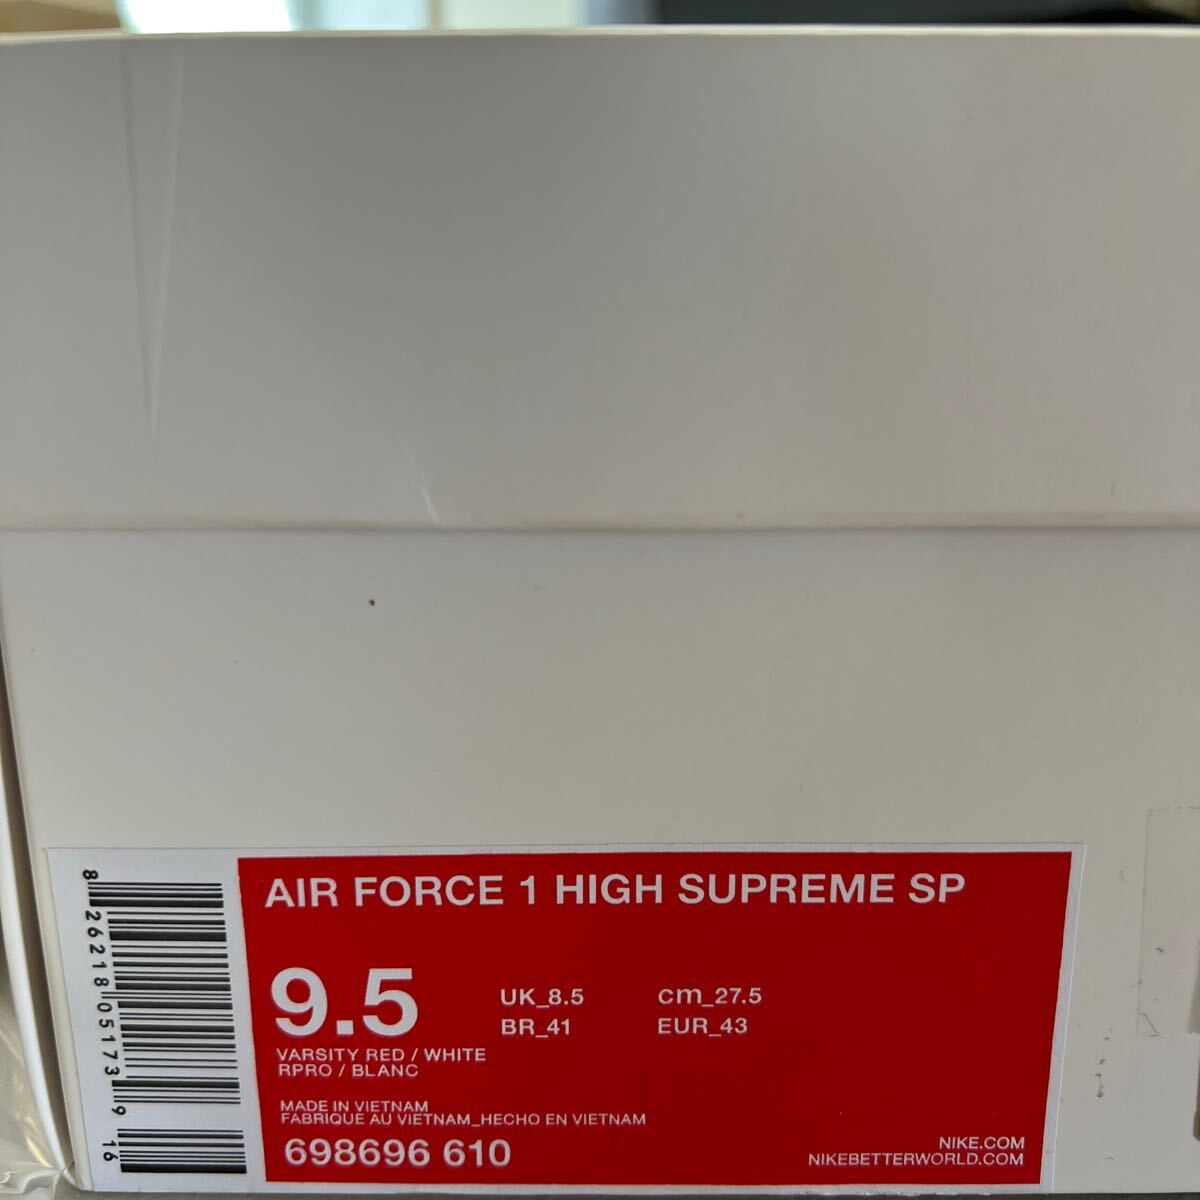 AIR FORCE 1 HIGH SUPREME SP
9.5
UK_8.5 cm_27.5
BR_41 EUR_43
VARSITY RED / WHITE
RPRO / BLANC
MADE IN VIETNAM
FABRIQUE AU VIETNAM_HECHO EN VIETNAM
698696 610
NIKE.COM
NIKEBETTERWORLD.COM
8 26218 05173 9 16